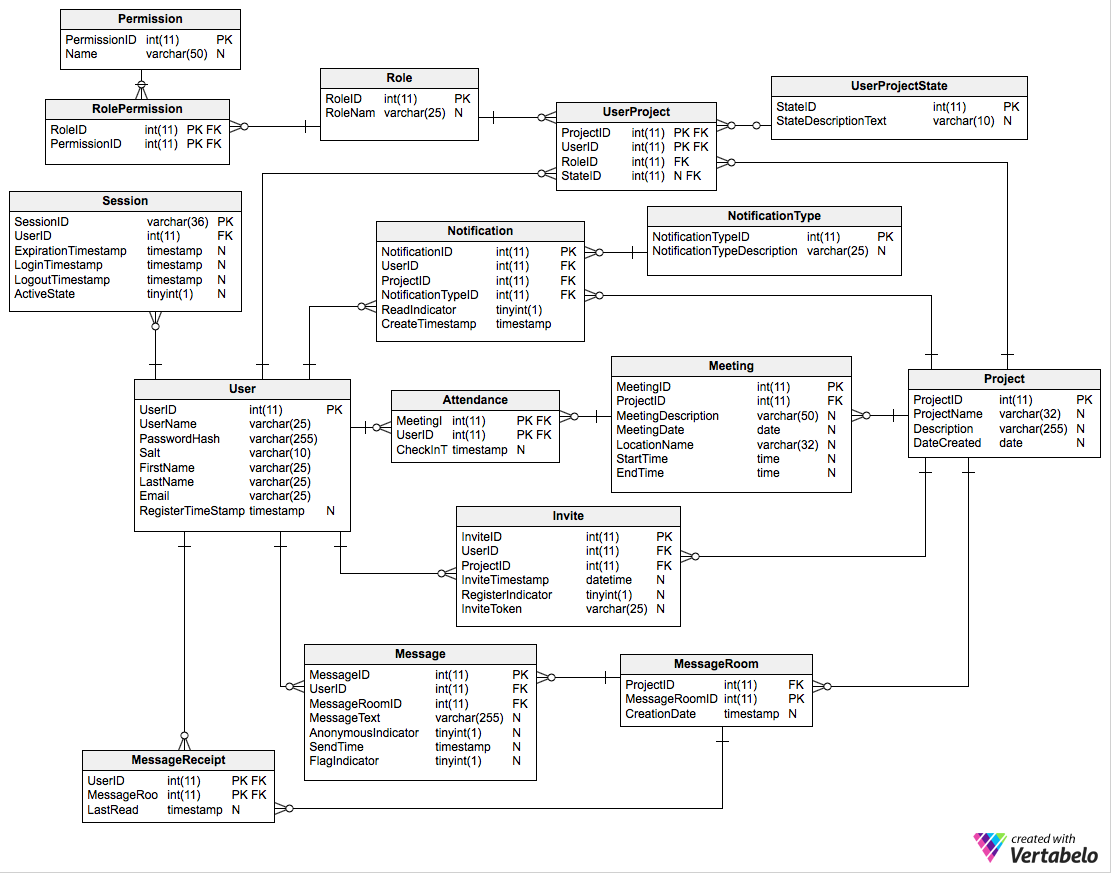 Permission
PermissionID int(11) PK
Name varchar(50) N
RolePermission
RoleID int(11) PK FK
PermissionID int(11) PK FK
Role
RoleID int(11) PK
RoleNam varchar(25) N
UserProject
ProjectID int(11) PK FK
UserID int(11) PK FK
RoleID int(11) FK
StateID int(11) N FK
UserProjectState
StateID int(11) PK
StateDescriptionText varchar(10) N
Session
SessionID varchar(36) PK
UserID int(11) FK
ExpirationTimestamp timestamp N
LoginTimestamp timestamp N
LogoutTimestamp timestamp N
ActiveState tinyint(1) N
Notification
NotificationID int(11) PK
UserID int(11) FK
ProjectID int(11) FK
NotificationTypeID int(11) FK
ReadIndicator tinyint(1)
CreateTimestamp timestamp
NotificationType
NotificationTypeID int(11) PK
NotificationTypeDescription varchar(25) N
User
UserID int(11) PK
UserName varchar(25)
PasswordHash varchar(255)
Salt varchar(10)
FirstName varchar(25)
LastName varchar(25)
Email varchar(25)
RegisterTimeStamp timestamp N
Attendance
MeetingI int(11) PK FK
UserID int(11) PK FK
CheckInT timestamp N
Meeting
MeetingID int(11) PK
ProjectID int(11) FK
MeetingDescription varchar(50) N
MeetingDate date N
LocationName varchar(32) N
StartTime time N
EndTime time N
Project
ProjectID int(11) PK
ProjectName varchar(32) N
Description varchar(255) N
DateCreated date N
Invite
InviteID int(11) PK
UserID int(11) FK
ProjectID int(11) FK
InviteTimestamp datetime N
RegisterIndicator tinyint(1) N
InviteToken varchar(25) N
Message
MessageID int(11) PK
UserID int(11) FK
MessageRoomID int(11) FK
MessageText varchar(255) N
AnonymousIndicator tinyint(1) N
SendTime timestamp N
FlagIndicator tinyint(1) N
MessageRoom
ProjectID int(11) FK
MessageRoomID int(11) PK
CreationDate timestamp N
MessageReceipt
UserID int(11) PK FK
MessageRoo int(11) PK FK
LastRead timestamp N
created with
Vertabelo